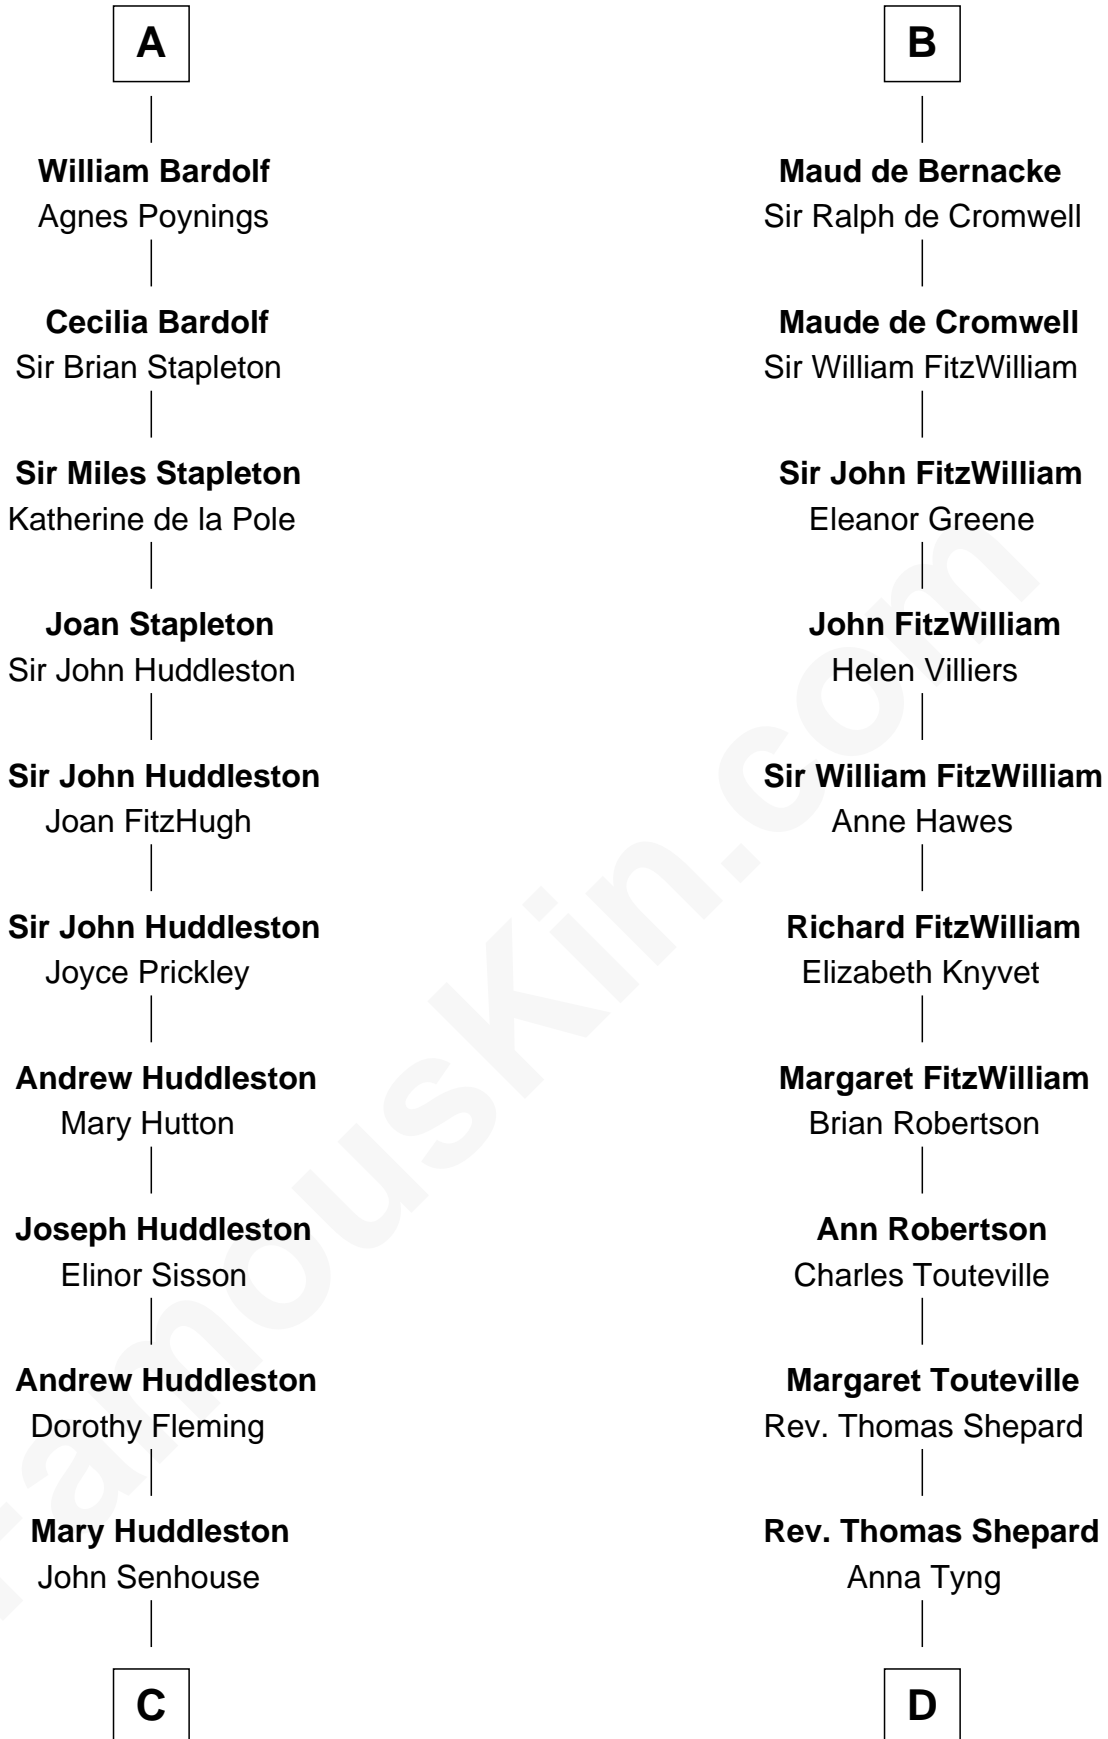 A
William Bardolf
Agnes Poynings
Cecilia Bardolf
Sir Brian Stapleton
Sir Miles Stapleton
Katherine de la Pole
Joan Stapleton
Sir John Huddleston
Sir John Huddleston
Joan FitzHugh
Sir John Huddleston
Joyce Prickley
Andrew Huddleston
Mary Hutton
Joseph Huddleston
Elinor Sisson
Andrew Huddleston
Dorothy Fleming
Mary Huddleston
John Senhouse
C
B
Maud de Bernacke
Sir Ralph de Cromwell
Maude de Cromwell
Sir William FitzWilliam
Sir John FitzWilliam
Eleanor Greene
John FitzWilliam
Helen Villiers
Sir William FitzWilliam
Anne Hawes
Richard FitzWilliam
Elizabeth Knyvet
Margaret FitzWilliam
Brian Robertson
Ann Robertson
Charles Touteville
Margaret Touteville
Rev. Thomas Shepard
Rev. Thomas Shepard
Anna Tyng
D
FamousKin.com